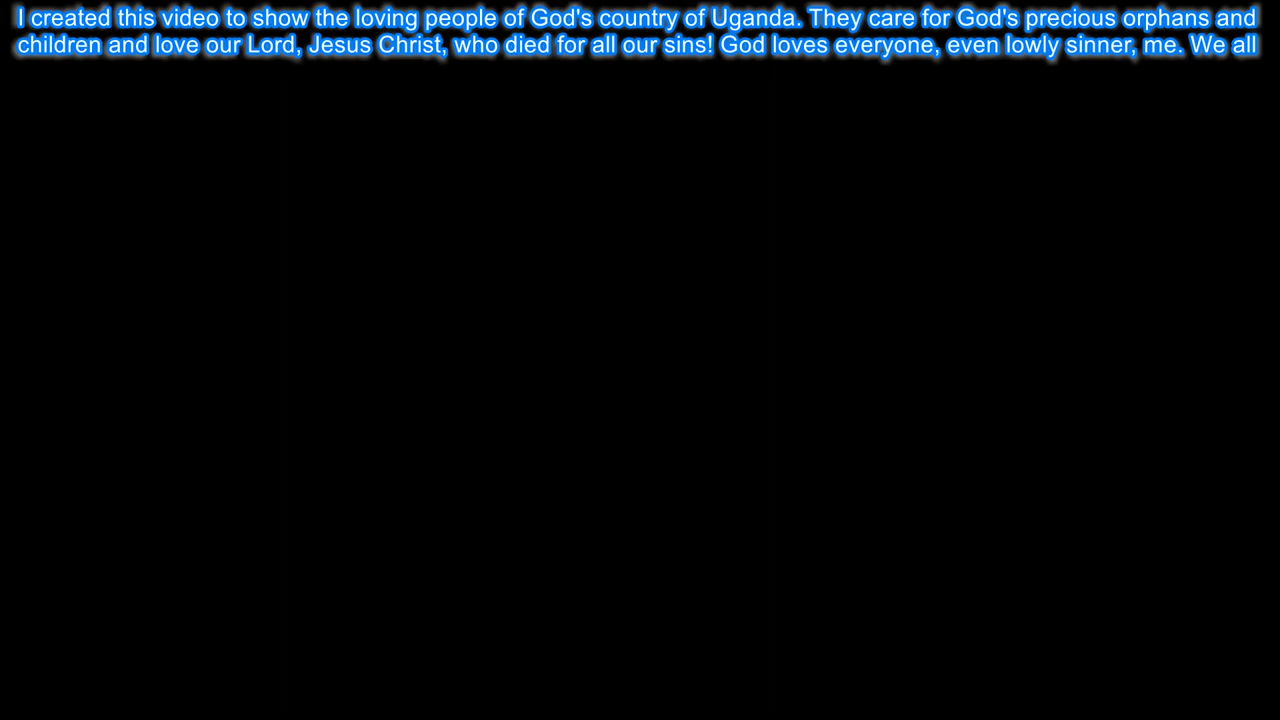 I created this video to show the loving people of God's country of Uganda. They care for God's precious orphans and
children and love our Lord, Jesus Christ, who died for all our sins! God loves everyone, even lowly sinner, me. We all